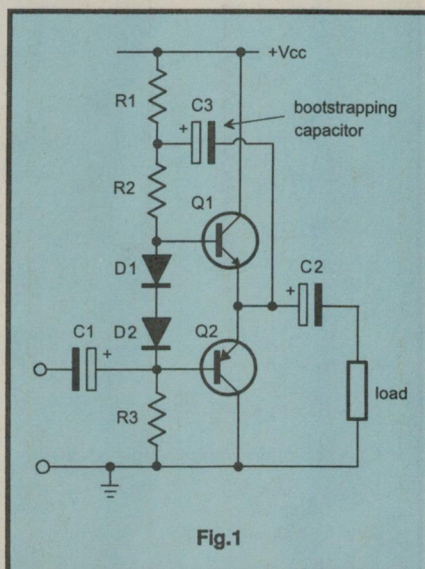 +Vcc
R1
C3
+
bootstrapping
capacitor
R2
Q1
D1
C2
+
D2
Q2
C1
+
load
R3
Fig.1